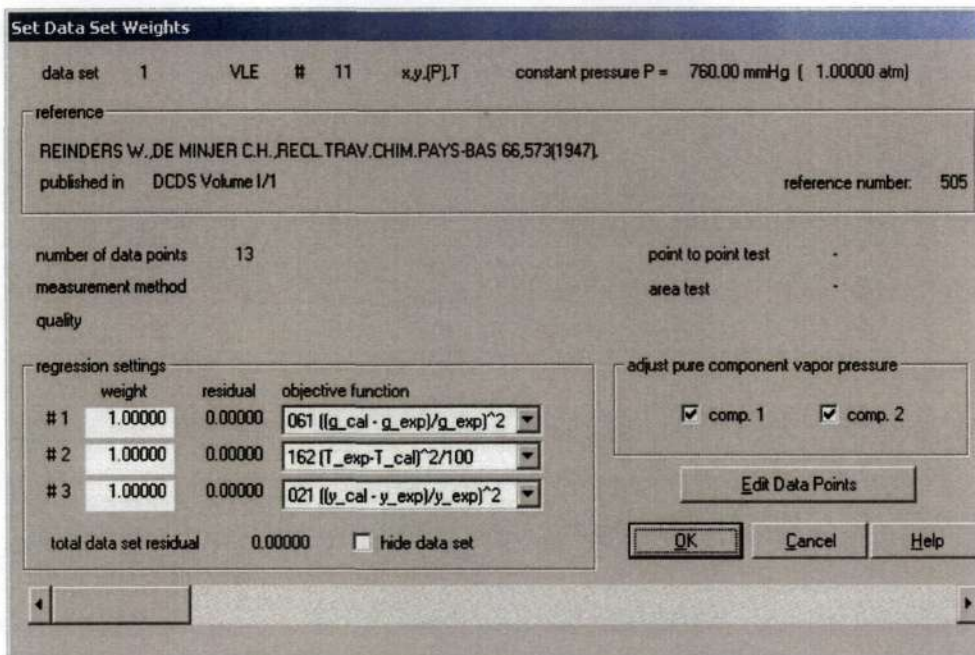 Set Data Set Weights
data set 1 VLE # 11 x,y,(P),T constant pressure P = 760.00 mmHg ( 1.00000 atm)
reference
REINDERS W.,DE MINJER C.H.,RECL.TRAV.CHIM.PAYS-BAS 66,573(1947).
published in DCDS Volume I/1 reference number: 505
number of data points 13 point to point test -
measurement method area test -
quality
regression settings
weight residual objective function
# 1 1.00000 0.00000 061 ((g_cal - g_exp)/g_exp)^2
# 2 1.00000 0.00000 162 (T_exp-T_cal)^2/100
# 3 1.00000 0.00000 021 ((y_cal - y_exp)/y_exp)^2
total data set residual 0.00000 hide data set
adjust pure component vapor pressure
comp. 1 comp. 2
Edit Data Points
OK Cancel Help